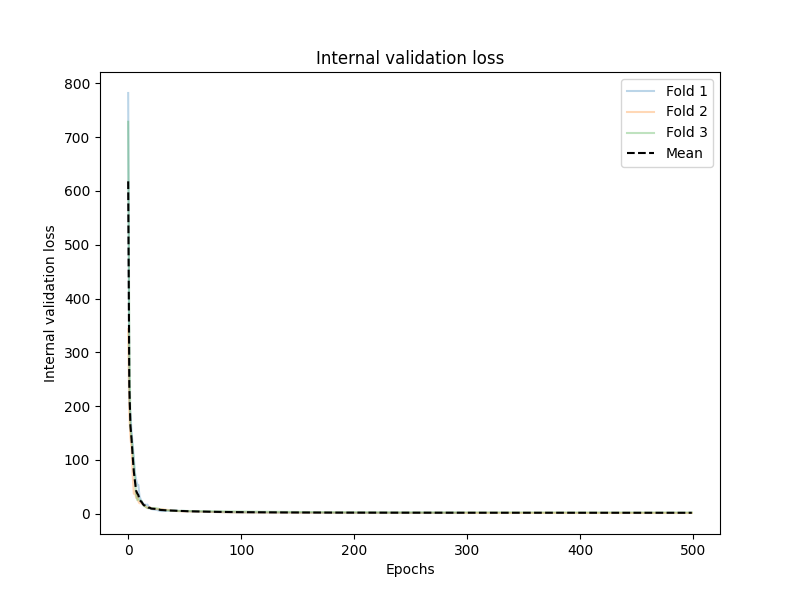 Internal validation loss
Fold 1
Fold 2
Fold 3
Mean
Internal validation loss
800
700
600
500
400
300
200
100
0
0 100 200 300 400 500
Epochs